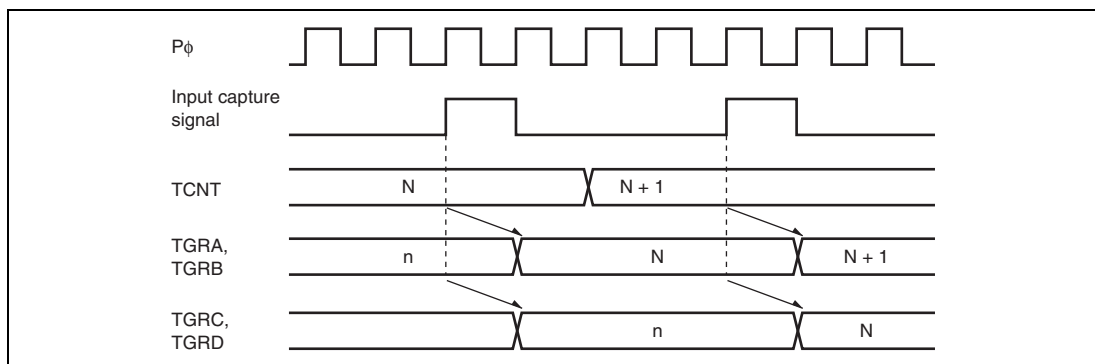 Pφ
Input capture
signal
TCNT
N
N + 1
TGRA,
TGRB
n
N
N + 1
TGRC,
TGRD
n
N